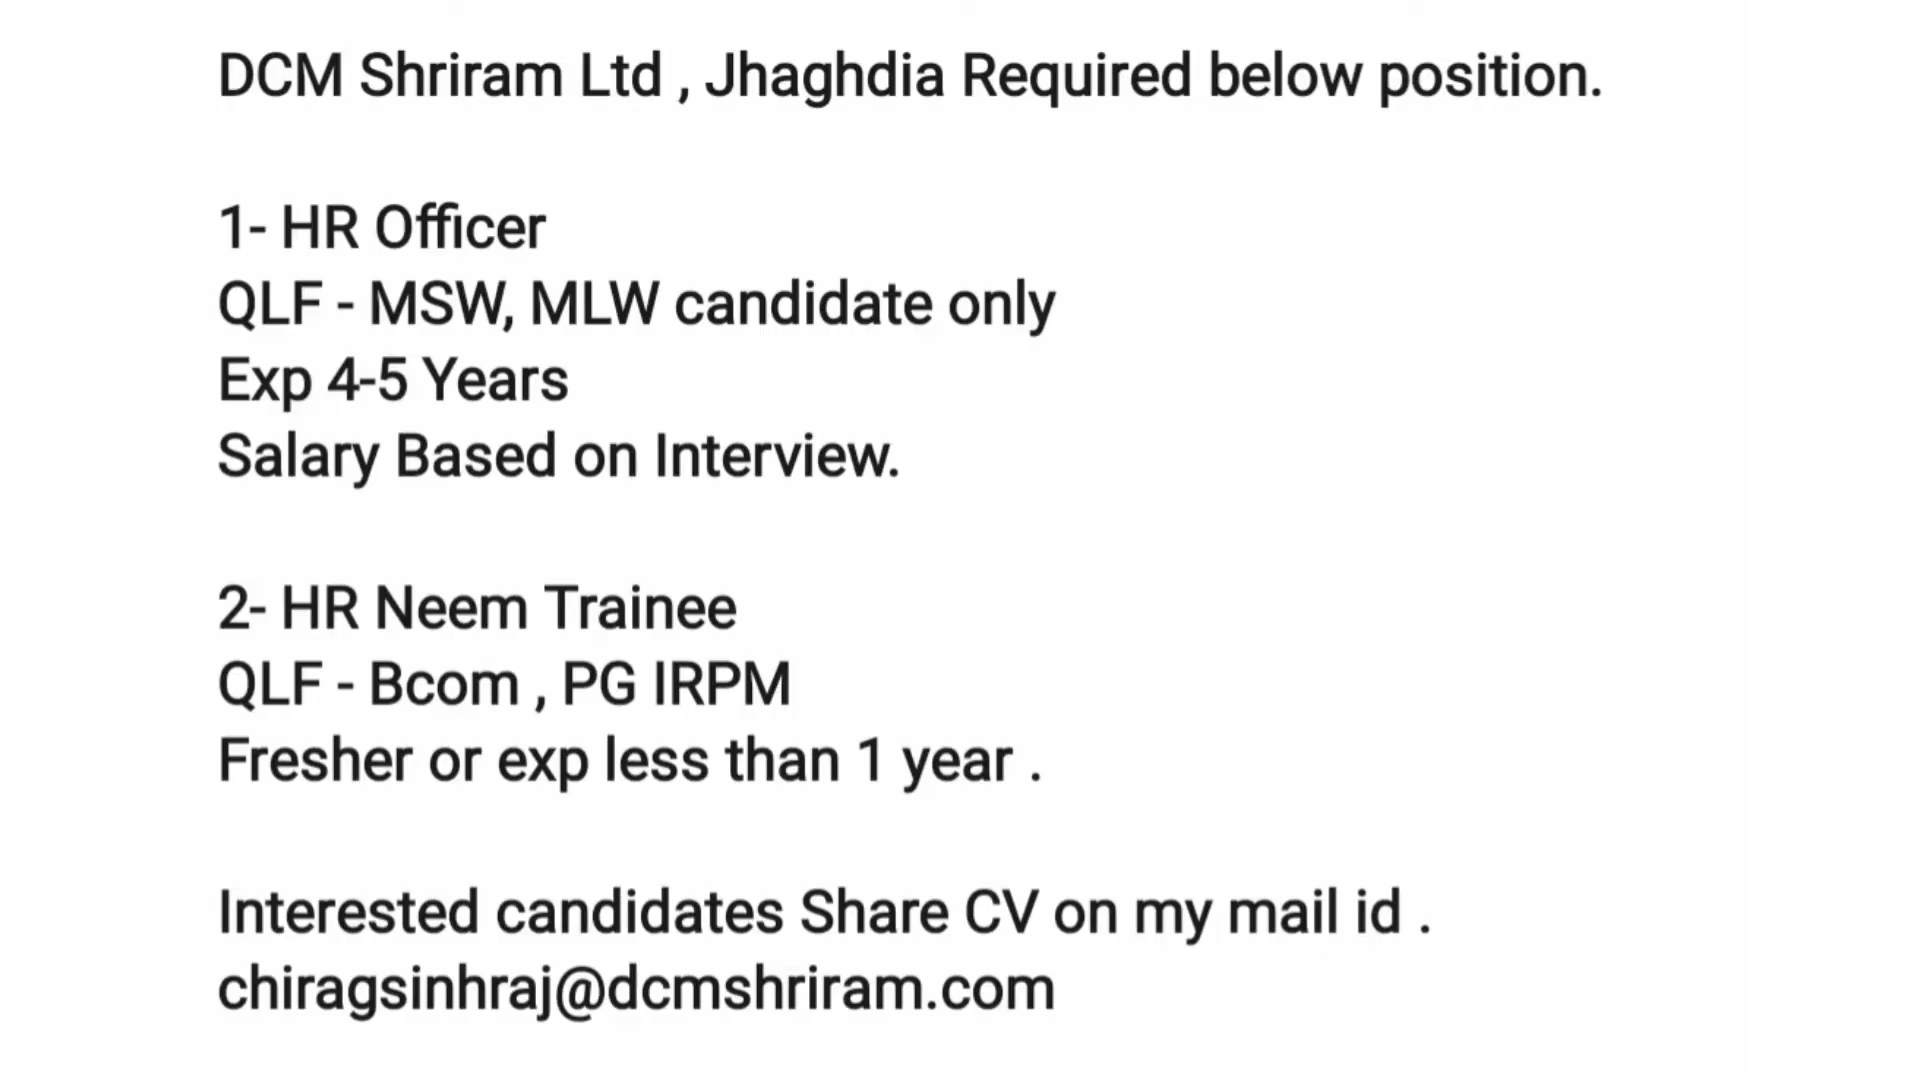 DCM Shriram Ltd , Jhaghdia Required below position.
1- HR Officer
QLF - MSW, MLW candidate only
Exp 4-5 Years
Salary Based on Interview.
2- HR Neem Trainee
QLF - Bcom , PG IRPM
Fresher or exp less than 1 year .
Interested candidates Share CV on my mail id .
chiragsinhraj@dcmshriram.com